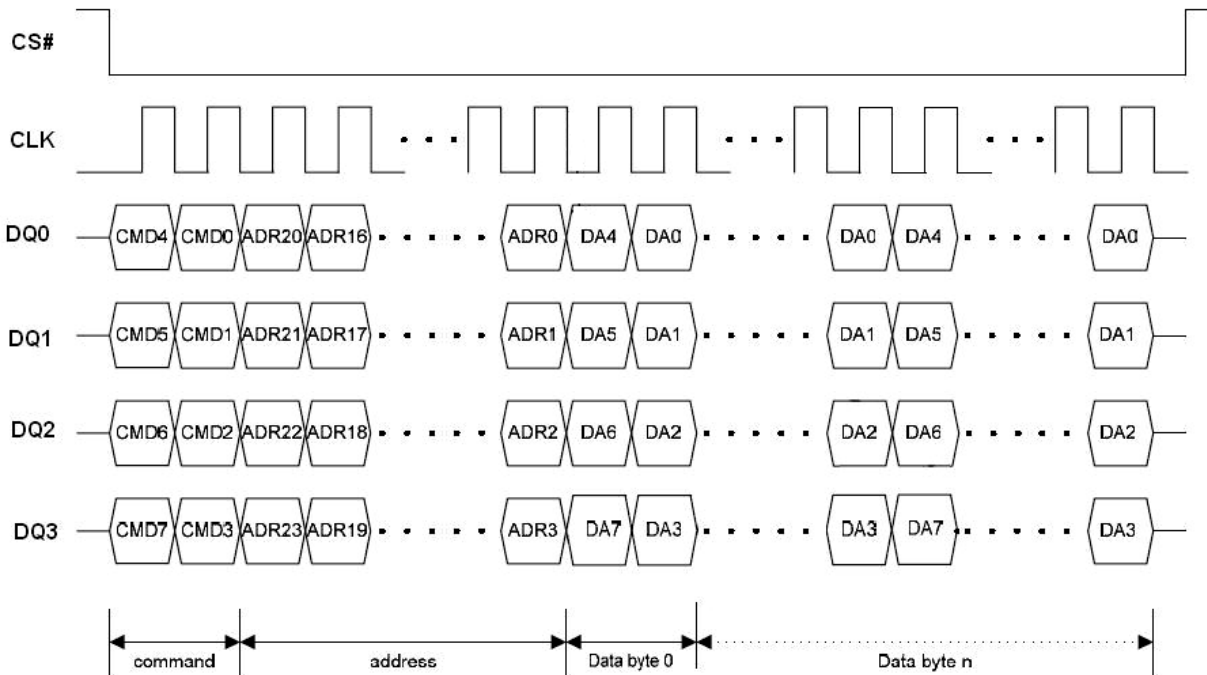 CS#
CLK
DQ0 CMD4 CMD0 ADR20 ADR16 ADR0 DA4 DA0 DA0 DA4 DA0
DQ1 CMD5 CMD1 ADR21 ADR17 ADR1 DA5 DA1 DA1 DA5 DA1
DQ2 CMD6 CMD2 ADR22 ADR18 ADR2 DA6 DA2 DA2 DA6 DA2
DQ3 CMD7 CMD3 ADR23 ADR19 ADR3 DA7 DA3 DA3 DA7 DA3
command address Data byte 0 Data byte n